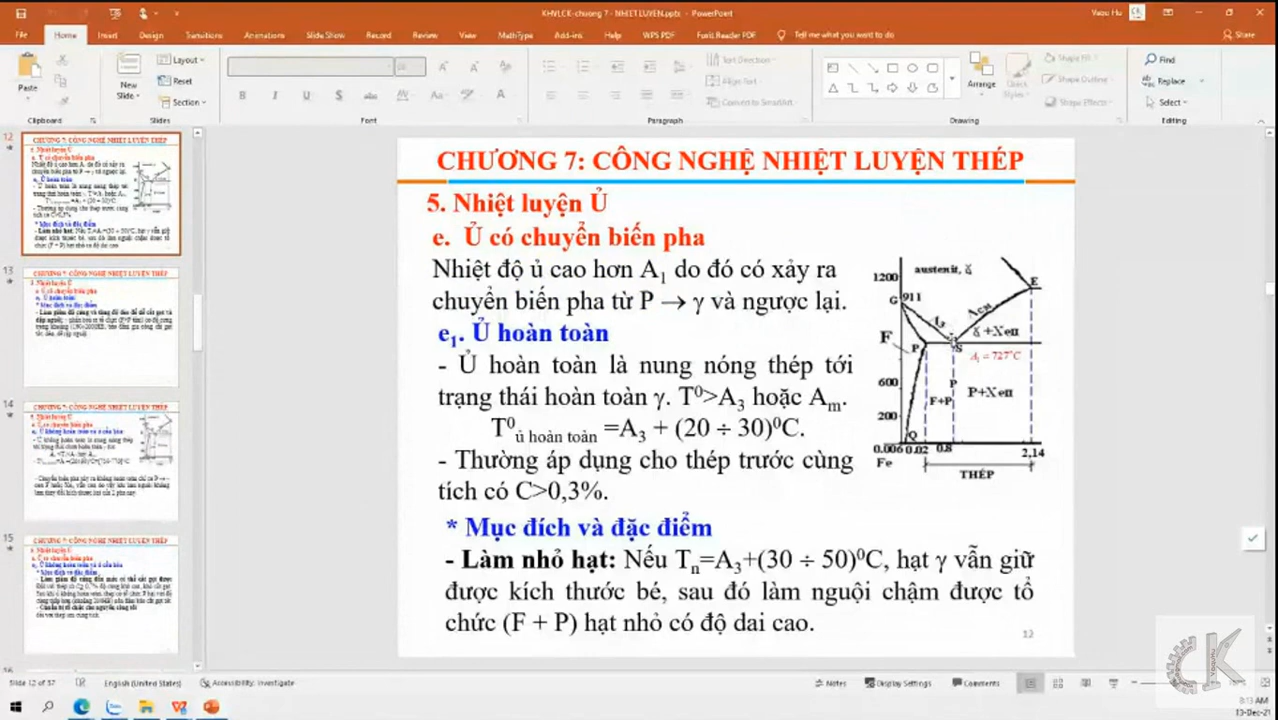 KHVLCK-chuong 7 - NHIET LUYEN.pptx - PowerPoint
File Home Insert Design Transitions Animations Slide Show Record Review View MathType Add-ins Help WPS PDF Foxit Reader PDF Tell me what you want to do Share
Paste
New Slide
Layout
Reset
Section
Text Direction
Align Text
Convert to SmartArt
Arrange
Quick Styles
Shape Fill
Shape Outline
Shape Effects
Find
Replace
Select
Clipboard Slides Font Paragraph Drawing Editing
12
13
14
15
CHƯƠNG 7: CÔNG NGHỆ NHIỆT LUYỆN THÉP
5. Nhiệt luyện Ủ
e. Ủ có chuyển biến pha
Nhiệt độ ủ cao hơn A1 do đó có xảy ra
chuyển biến pha từ P → γ và ngược lại.
e1. Ủ hoàn toàn
- Ủ hoàn toàn là nung nóng thép tới
trạng thái hoàn toàn γ. T⁰>A3 hoặc Am.
T⁰ủ hoàn toàn =A3 + (20 ÷ 30)⁰C.
- Thường áp dụng cho thép trước cùng
tích có C>0,3%.
* Mục đích và đặc điểm
- Làm nhỏ hạt: Nếu Tn=A3+(30 ÷ 50)⁰C, hạt γ vẫn giữ
được kích thước bé, sau đó làm nguội chậm được tổ
chức (F + P) hạt nhỏ có độ dai cao.
12
1200 austenit, ɣ
E
G 911
A3 Acm
ɣ+Xeп
F P S
A1 = 727°C
600 P
F+P P+Xeп
200
Q
0.006 0.02 0.8 2,14
Fe
THÉP
Slide 12 of 37 English (United States) Accessibility: Investigate Notes Display Settings Comments
8:13 AM
13-Dec-21
CK